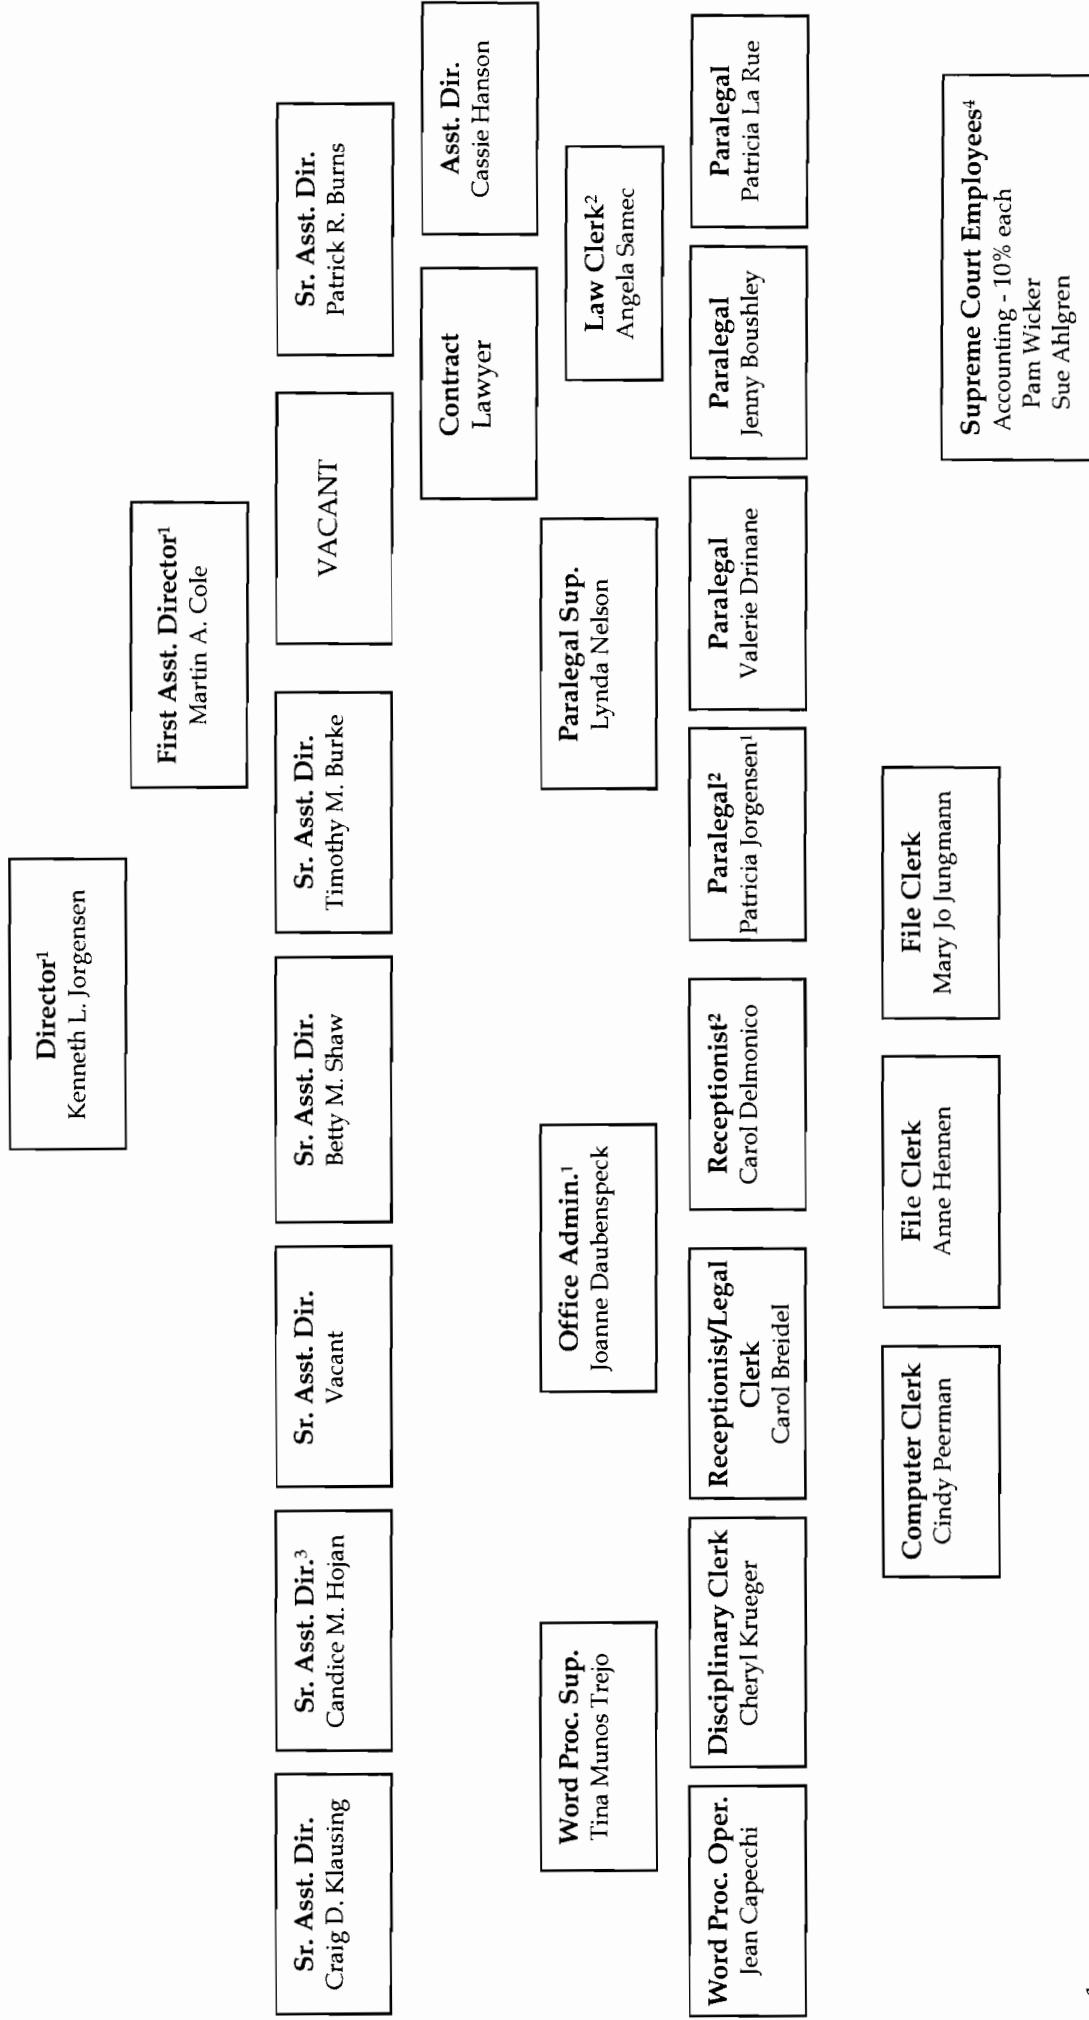 Director¹
Kenneth L. Jorgensen
First Asst. Director¹
Martin A. Cole
Sr. Asst. Dir.
Craig D. Klausing
Sr. Asst. Dir.³
Candice M. Hojan
Sr. Asst. Dir.
Vacant
Sr. Asst. Dir.
Betty M. Shaw
Sr. Asst. Dir.
Timothy M. Burke
VACANT
Sr. Asst. Dir.
Patrick R. Burns
Contract
Lawyer
Asst. Dir.
Cassie Hanson
Word Proc. Sup.
Tina Munos Trejo
Office Admin.¹
Joanne Daubenspeck
Paralegal Sup.
Lynda Nelson
Law Clerk²
Angela Samec
Word Proc. Oper.
Jean Capecchi
Disciplinary Clerk
Cheryl Krueger
Receptionist/Legal
Clerk
Carol Breidel
Receptionist²
Carol Delmonico
Paralegal²
Patricia Jorgensen¹
Paralegal
Valerie Drinane
Paralegal
Jenny Boushley
Paralegal
Patricia La Rue
Computer Clerk
Cindy Peerman
File Clerk
Anne Hennen
File Clerk
Mary Jo Jungmann
Supreme Court Employees⁴
Accounting - 10% each
Pam Wicker
Sue Ahlgren